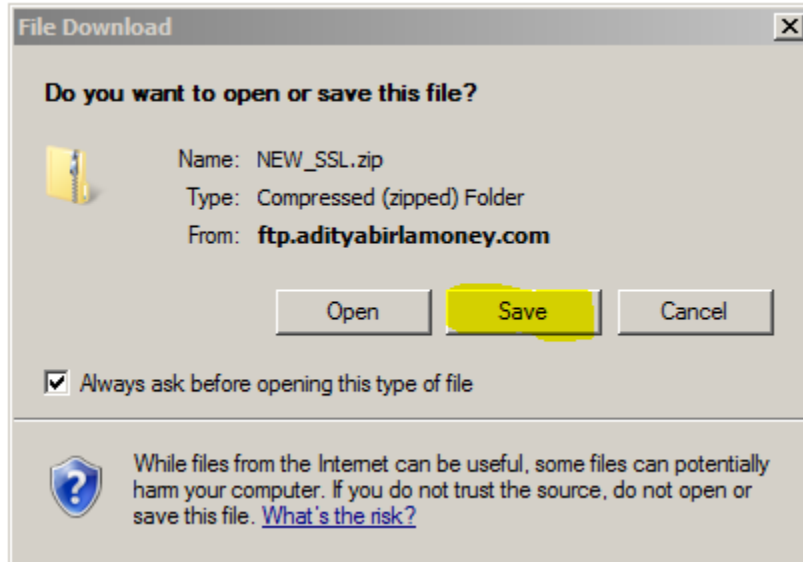 File Download
Do you want to open or save this file?
Name: NEW_SSL.zip
Type: Compressed (zipped) Folder
From: ftp.adityabirlamoney.com
Open Save Cancel
Always ask before opening this type of file
While files from the Internet can be useful, some files can potentially
harm your computer. If you do not trust the source, do not open or
save this file. What's the risk?